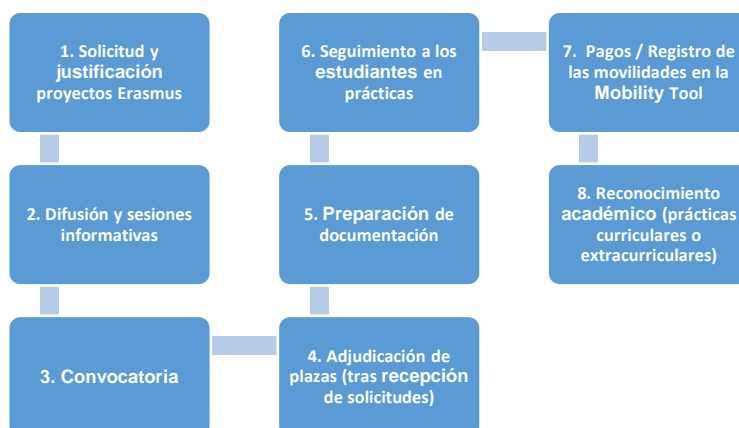 1. Solicitud y
justificación
proyectos Erasmus
2. Difusión y sesiones
informativas
3. Convocatoria
4. Adjudicación de
plazas (tras recepción
de solicitudes)
5. Preparación de
documentación
6. Seguimiento a los
estudiantes en
prácticas
7. Pagos / Registro de
las movilidades en la
Mobility Tool
8. Reconocimiento
académico (prácticas
curriculares o
extracurriculares)